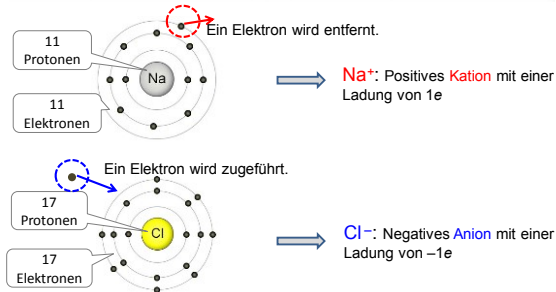 Ein Elektron wird entfernt.
11
Protonen
Na
11
Elektronen
Na⁺: Positives Kation mit einer
Ladung von 1e
Ein Elektron wird zugeführt.
17
Protonen
Cl
17
Elektronen
Cl⁻: Negatives Anion mit einer
Ladung von –1e